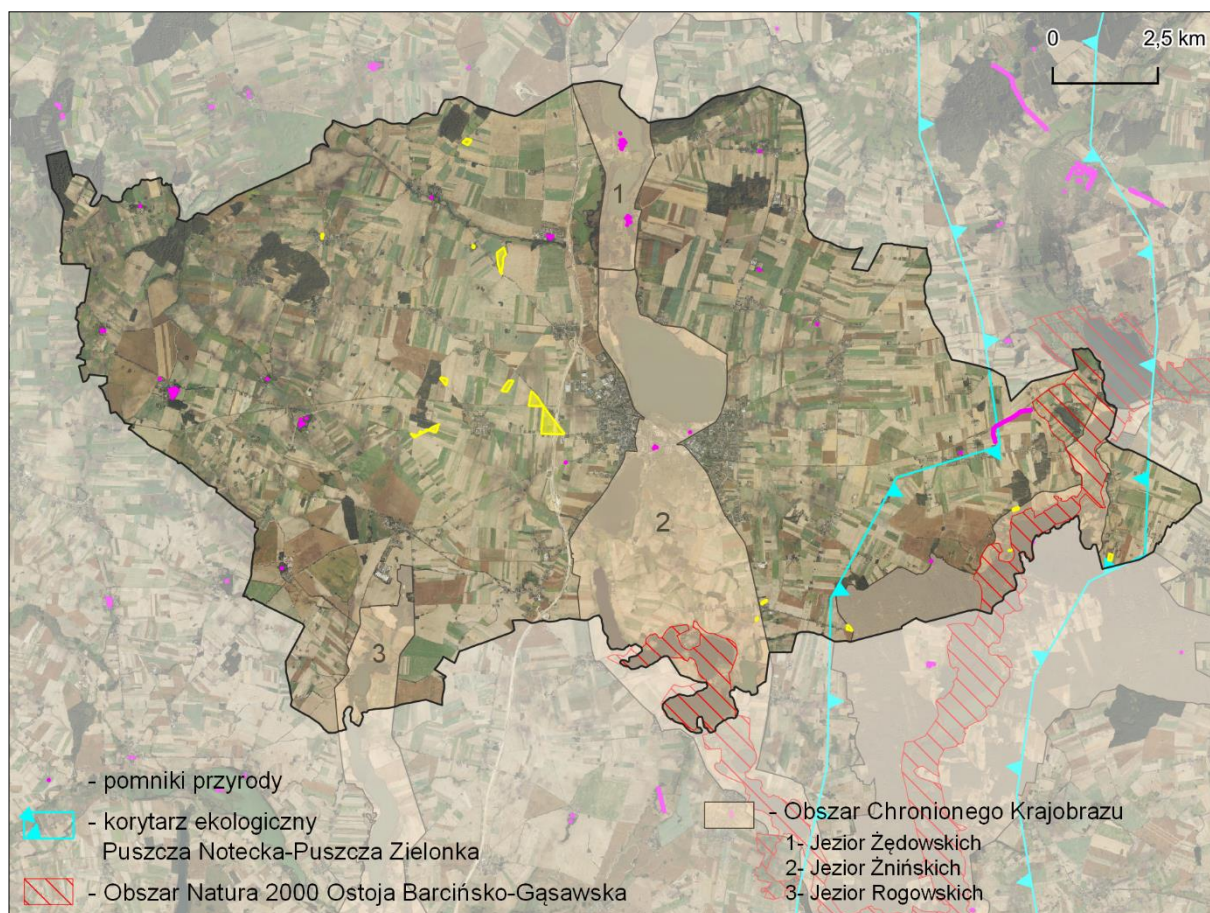 0 2,5 km
1
2
3
- pomniki przyrody
- korytarz ekologiczny
Puszcza Notecka-Puszcza Zielonka
- Obszar Natura 2000 Ostoja Barcińsko-Gąsawska
- Obszar Chronionego Krajobrazu
1- Jezior Żędowskich
2- Jezior Żnińskich
3- Jezior Rogowskich